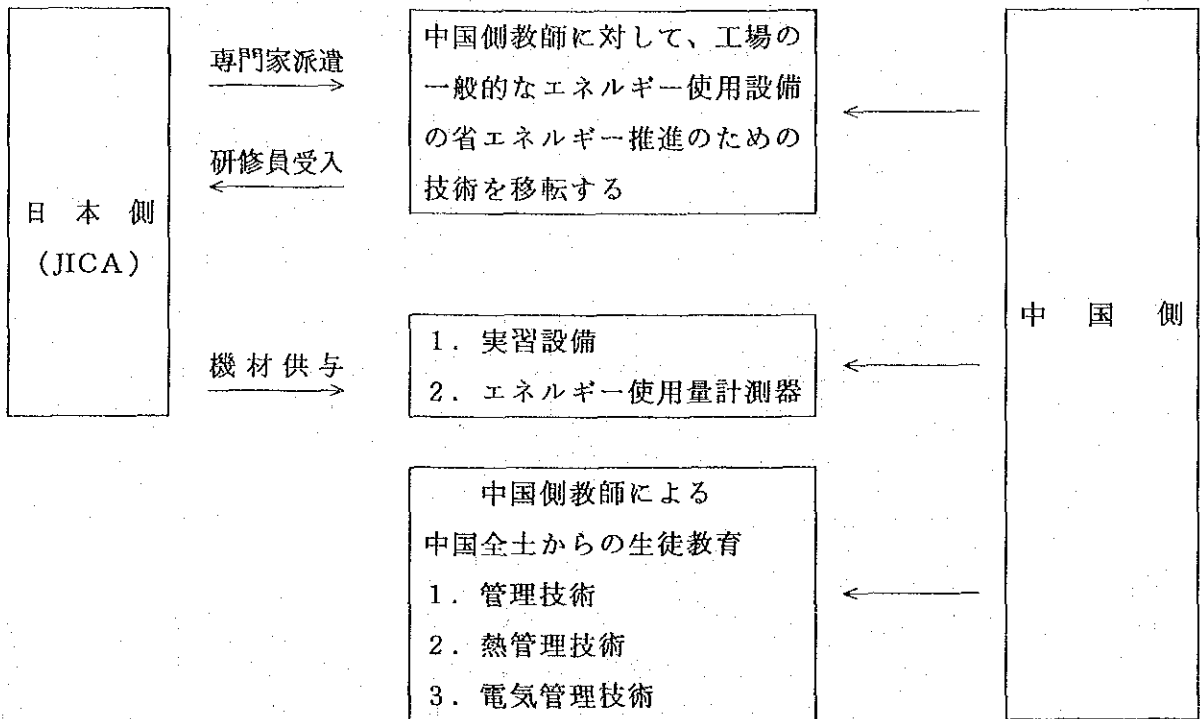 日本側
(JICA)
専門家派遣
研修員受入
機材供与
中国側教師に対して、工場の
一般的なエネルギー使用設備
の省エネルギー推進のための
技術を移転する
1. 実習設備
2. エネルギー使用量計測器
中国側教師による
中国全土からの生徒教育
1. 管理技術
2. 熱管理技術
3. 電気管理技術
中国側